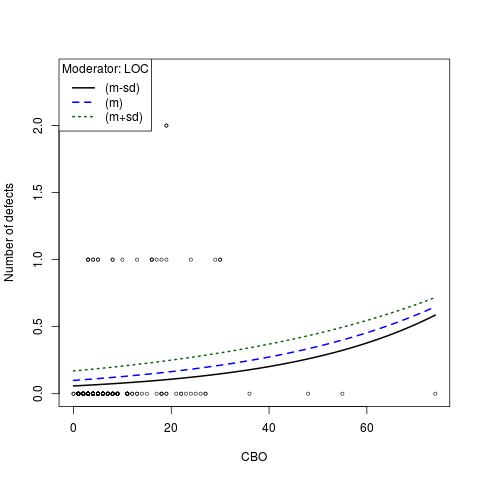 Moderator: LOC
(m-sd)
(m)
(m+sd)
Number of defects
2.0
1.5
1.0
0.5
0.0
0 20 40 60
CBO